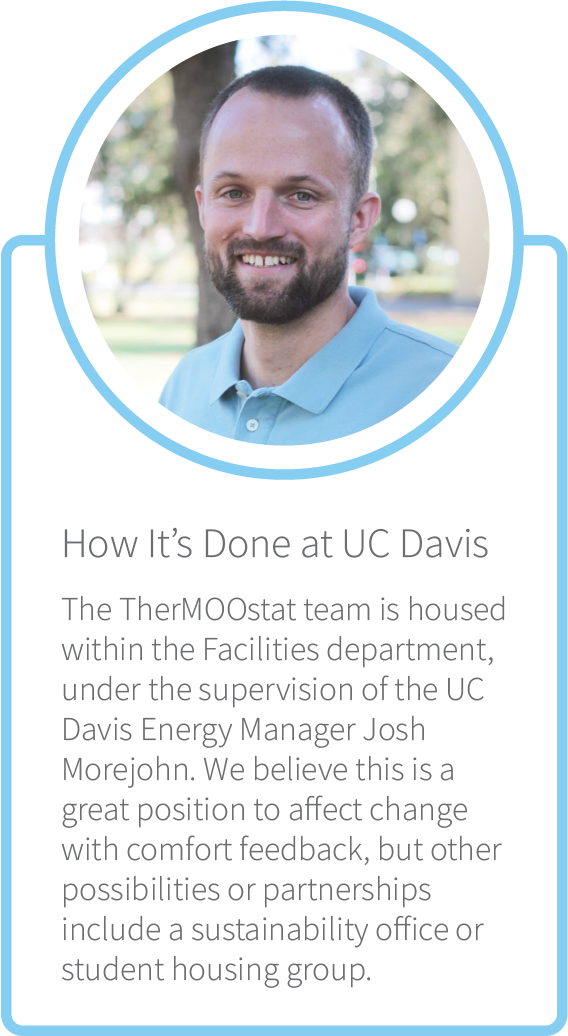 How It’s Done at UC Davis
The TherMOOstat team is housed
within the Facilities department,
under the supervision of the UC
Davis Energy Manager Josh
Morejohn. We believe this is a
great position to affect change
with comfort feedback, but other
possibilities or partnerships
include a sustainability office or
student housing group.